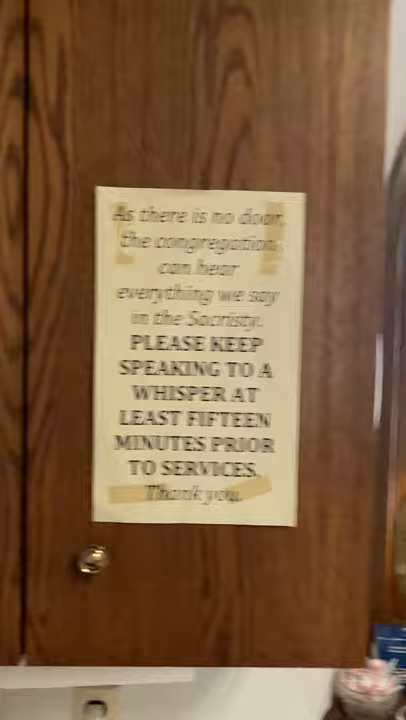 As there is no door,
the congregation
can hear
everything we say
in the Sacristy.
PLEASE KEEP
SPEAKING TO A
WHISPER AT
LEAST FIFTEEN
MINUTES PRIOR
TO SERVICES.
Thank you.